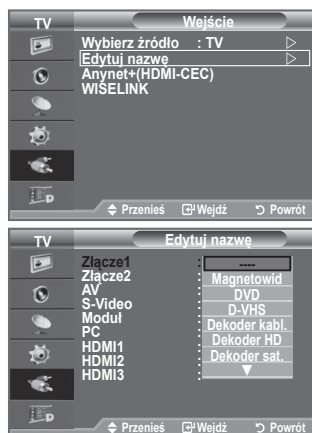 TV Wejście
Wybierz źródło : TV
Edytuj nazwę
Anynet+(HDMI-CEC)
WISELINK
Przenieś Wejdź Powrót
TV Edytuj nazwę
Złącze1 : ----
Złącze2 : Magnetowid
AV : DVD
S-Video : D-VHS
Moduł : Dekoder kabl.
PC : Dekoder HD
HDMI1 : Dekoder sat.
HDMI2 : ▼
HDMI3 :
Przenieś Wejdź Powrót